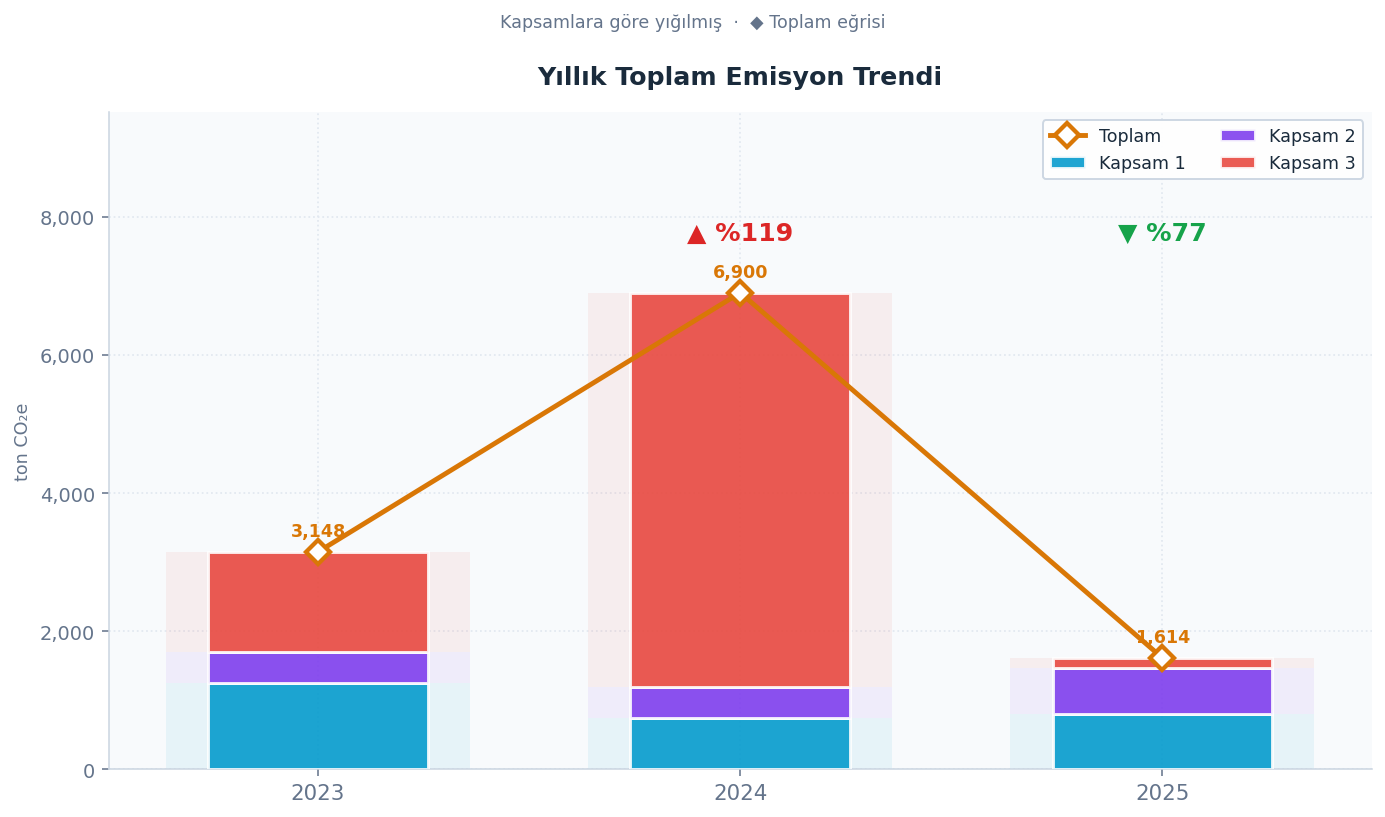 Kapsamlara göre yığılmış · ◆ Toplam eğrisi
Yıllık Toplam Emisyon Trendi
Toplam
Kapsam 1
Kapsam 2
Kapsam 3
8,000
6,000
4,000
2,000
0
ton CO₂e
▲ %119
▼ %77
3,148
6,900
1,614
2023
2024
2025